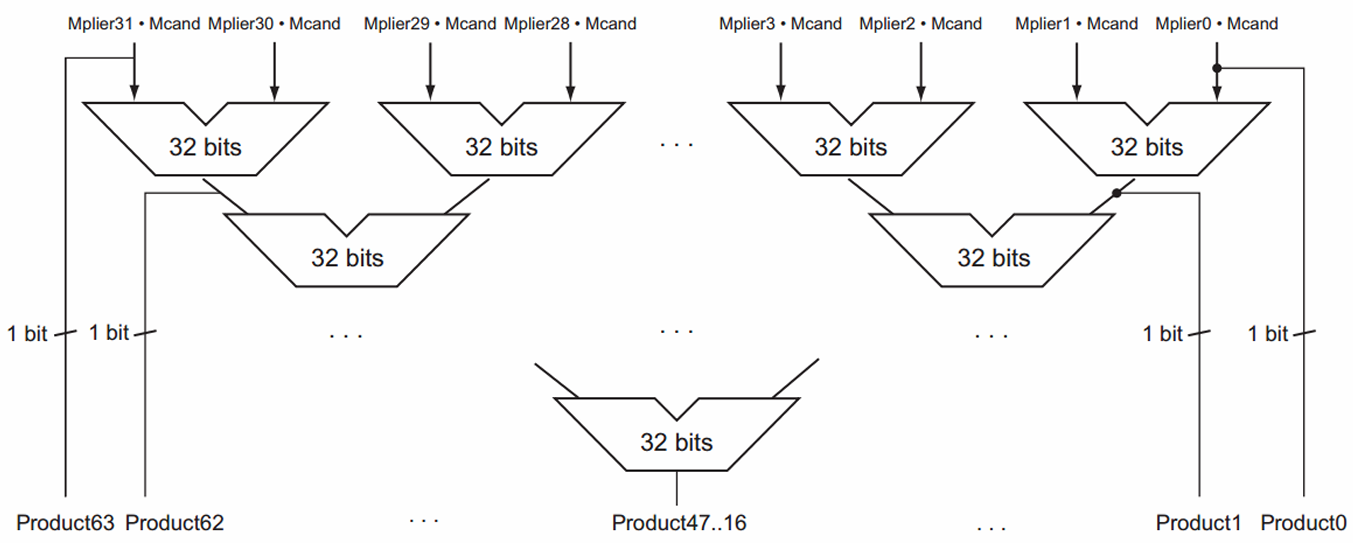 Mplier31 • Mcand Mplier30 • Mcand Mplier29 • Mcand Mplier28 • Mcand Mplier3 • Mcand Mplier2 • Mcand Mplier1 • Mcand Mplier0 • Mcand
32 bits 32 bits . . . 32 bits 32 bits
32 bits 32 bits
1 bit 1 bit . . . . . . . . . 1 bit 1 bit
32 bits
Product63 Product62 . . . Product47..16 . . . Product1 Product0